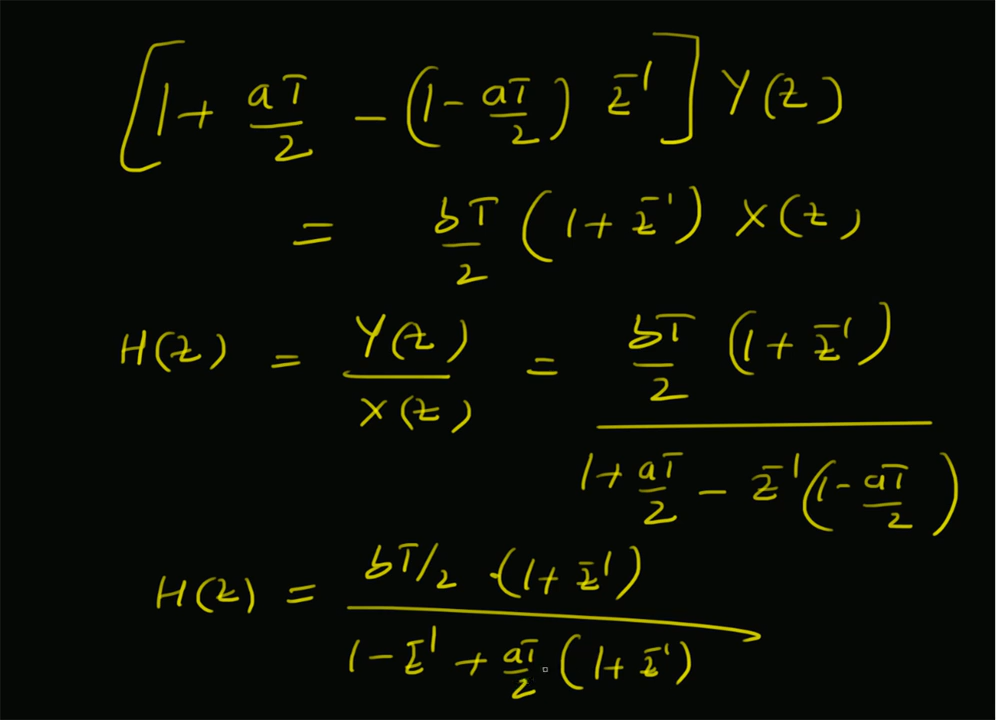 [1 + aT/2 - (1 - aT/2) z⁻¹] Y(z)
= bT/2 (1 + z⁻¹) X(z)
H(z) = Y(z)/X(z) = bT/2 (1 + z⁻¹) / 1 + aT/2 - z⁻¹(1 - aT/2)
H(z) = bT/2 · (1 + z⁻¹) / 1 - z⁻¹ + aT/2 · (1 + z⁻¹)